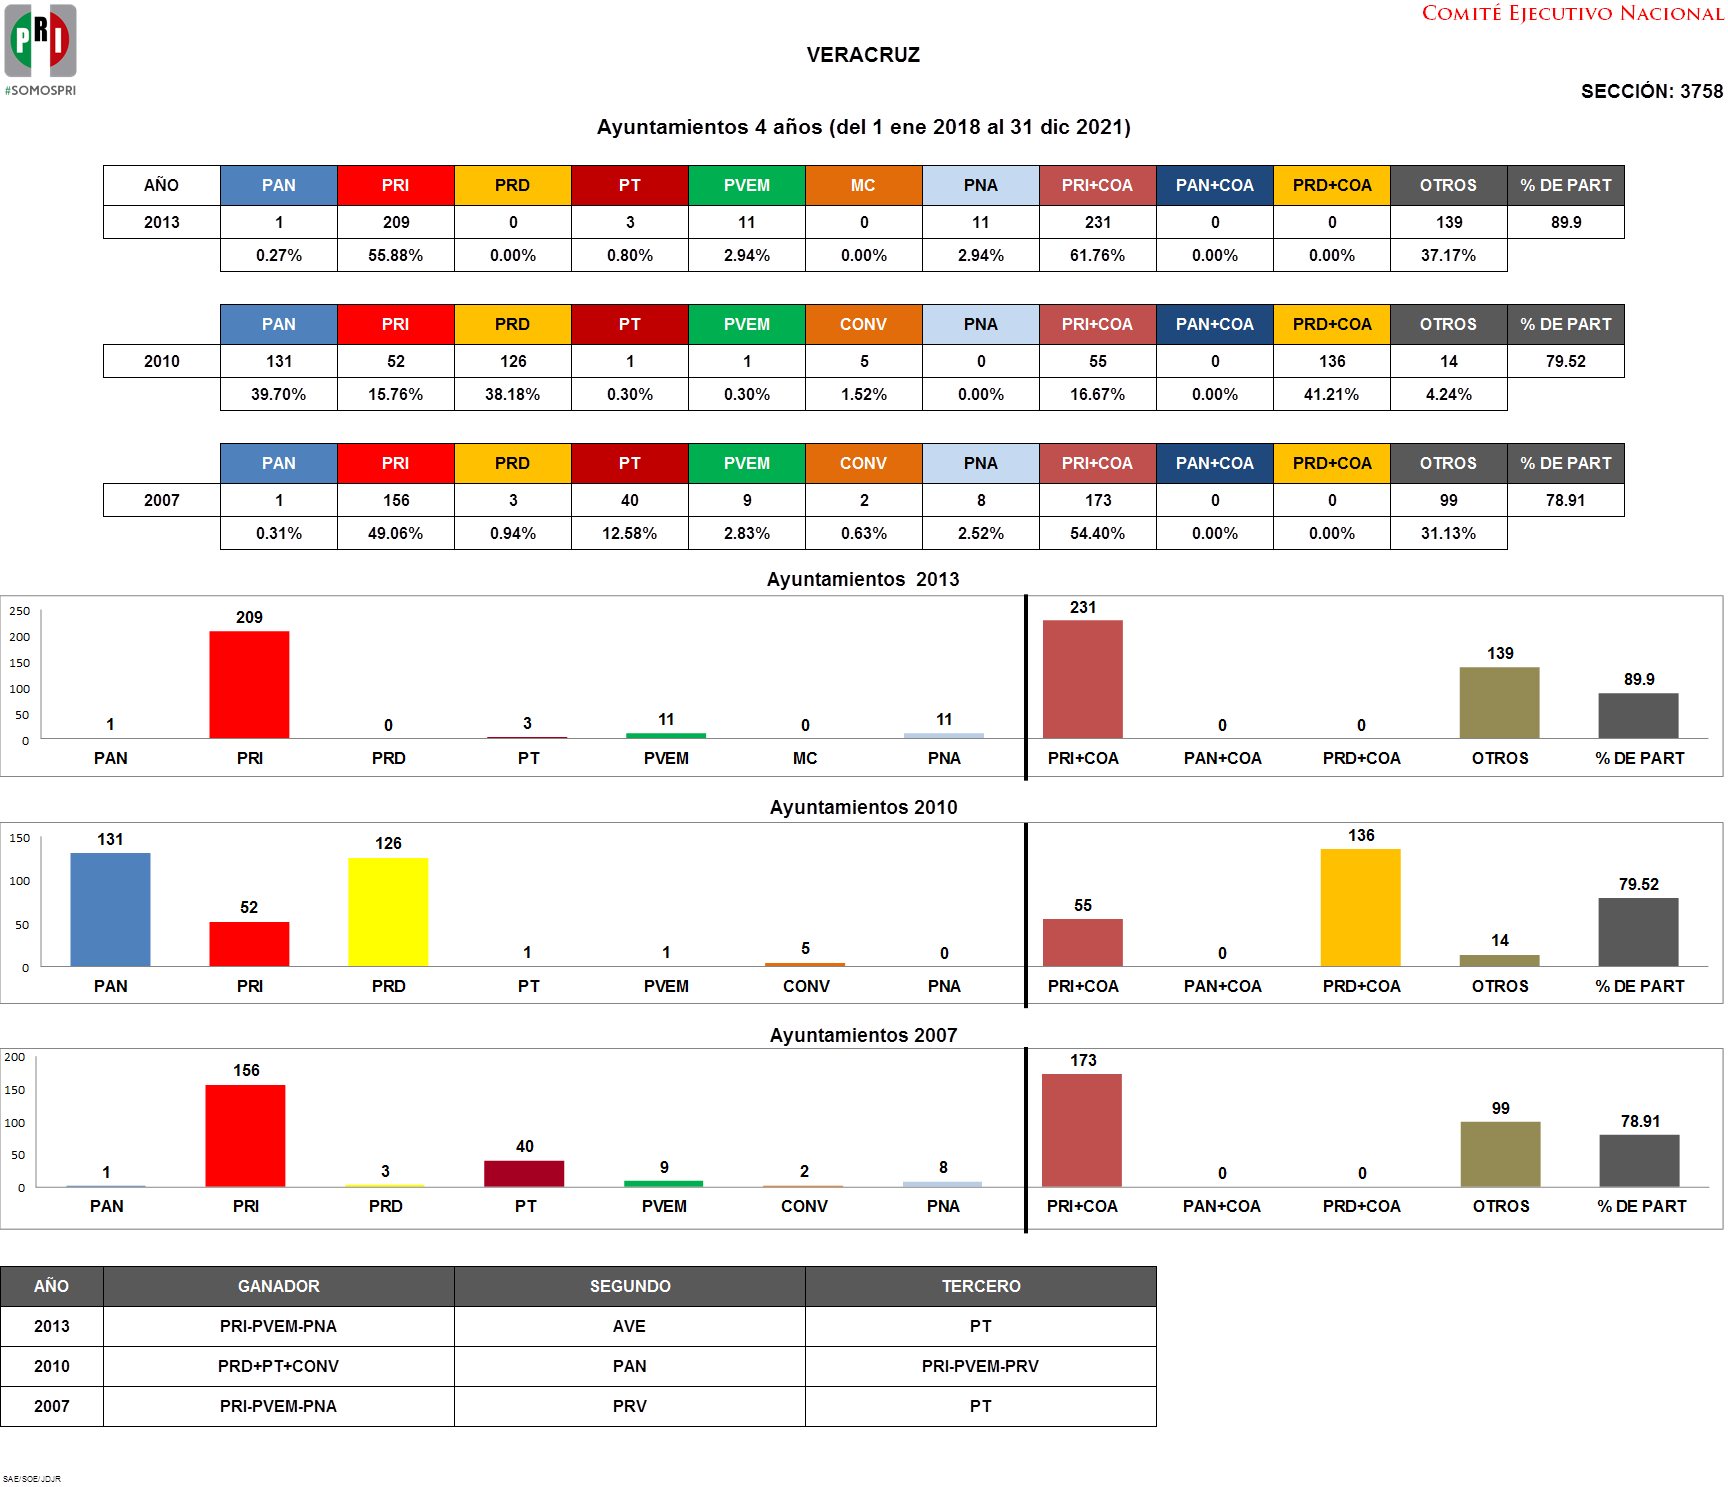 PRI
#SOMOSPRI
COMITÉ EJECUTIVO NACIONAL
VERACRUZ
SECCIÓN: 3758
Ayuntamientos 4 años (del 1 ene 2018 al 31 dic 2021)
AÑO PAN PRI PRD PT PVEM MC PNA PRI+COA PAN+COA PRD+COA OTROS % DE PART
2013 1 209 0 3 11 0 11 231 0 0 139 89.9
0.27% 55.88% 0.00% 0.80% 2.94% 0.00% 2.94% 61.76% 0.00% 0.00% 37.17%
PAN PRI PRD PT PVEM CONV PNA PRI+COA PAN+COA PRD+COA OTROS % DE PART
2010 131 52 126 1 1 5 0 55 0 136 14 79.52
39.70% 15.76% 38.18% 0.30% 0.30% 1.52% 0.00% 16.67% 0.00% 41.21% 4.24%
PAN PRI PRD PT PVEM CONV PNA PRI+COA PAN+COA PRD+COA OTROS % DE PART
2007 1 156 3 40 9 2 8 173 0 0 99 78.91
0.31% 49.06% 0.94% 12.58% 2.83% 0.63% 2.52% 54.40% 0.00% 0.00% 31.13%
Ayuntamientos 2013
250
200
150
100
50
0
1 209 0 3 11 0 11 231 0 0 139 89.9
PAN PRI PRD PT PVEM MC PNA PRI+COA PAN+COA PRD+COA OTROS % DE PART
Ayuntamientos 2010
150
100
50
0
131 52 126 1 1 5 0 55 0 136 14 79.52
PAN PRI PRD PT PVEM CONV PNA PRI+COA PAN+COA PRD+COA OTROS % DE PART
Ayuntamientos 2007
200
150
100
50
0
1 156 3 40 9 2 8 173 0 0 99 78.91
PAN PRI PRD PT PVEM CONV PNA PRI+COA PAN+COA PRD+COA OTROS % DE PART
AÑO GANADOR SEGUNDO TERCERO
2013 PRI-PVEM-PNA AVE PT
2010 PRD+PT+CONV PAN PRI-PVEM-PRV
2007 PRI-PVEM-PNA PRV PT
SAE/SOE/JDJR